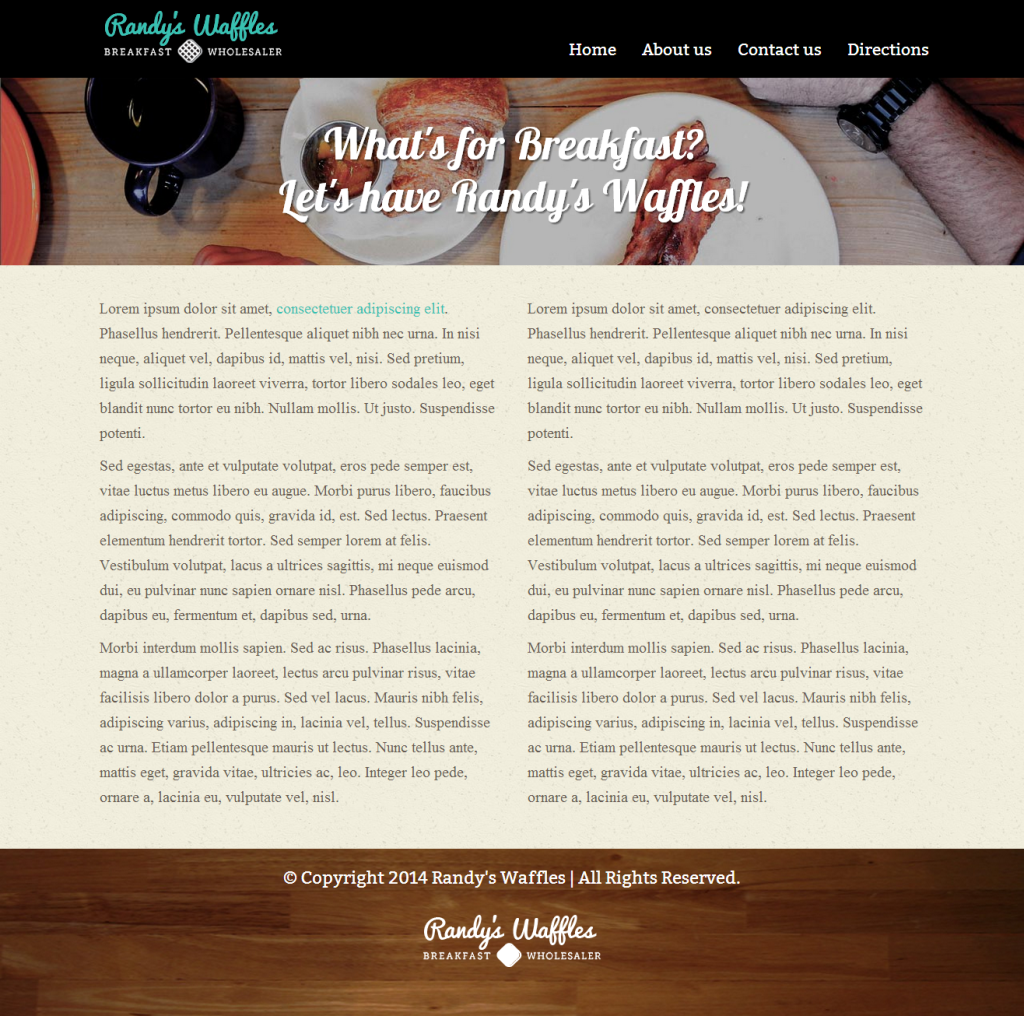 Randy's Waffles
BREAKFAST WHOLESALER
Home About us Contact us Directions
What's for Breakfast?
Let's have Randy's Waffles!
Lorem ipsum dolor sit amet, consectetuer adipiscing elit.
Phasellus hendrerit. Pellentesque aliquet nibh nec urna. In nisi
neque, aliquet vel, dapibus id, mattis vel, nisi. Sed pretium,
ligula sollicitudin laoreet viverra, tortor libero sodales leo, eget
blandit nunc tortor eu nibh. Nullam mollis. Ut justo. Suspendisse
potenti.
Sed egestas, ante et vulputate volutpat, eros pede semper est,
vitae luctus metus libero eu augue. Morbi purus libero, faucibus
adipiscing, commodo quis, gravida id, est. Sed lectus. Praesent
elementum hendrerit tortor. Sed semper lorem at felis.
Vestibulum volutpat, lacus a ultrices sagittis, mi neque euismod
dui, eu pulvinar nunc sapien ornare nisl. Phasellus pede arcu,
dapibus eu, fermentum et, dapibus sed, urna.
Morbi interdum mollis sapien. Sed ac risus. Phasellus lacinia,
magna a ullamcorper laoreet, lectus arcu pulvinar risus, vitae
facilisis libero dolor a purus. Sed vel lacus. Mauris nibh felis,
adipiscing varius, adipiscing in, lacinia vel, tellus. Suspendisse
ac urna. Etiam pellentesque mauris ut lectus. Nunc tellus ante,
mattis eget, gravida vitae, ultricies ac, leo. Integer leo pede,
ornare a, lacinia eu, vulputate vel, nisl.
Lorem ipsum dolor sit amet, consectetuer adipiscing elit.
Phasellus hendrerit. Pellentesque aliquet nibh nec urna. In nisi
neque, aliquet vel, dapibus id, mattis vel, nisi. Sed pretium,
ligula sollicitudin laoreet viverra, tortor libero sodales leo, eget
blandit nunc tortor eu nibh. Nullam mollis. Ut justo. Suspendisse
potenti.
Sed egestas, ante et vulputate volutpat, eros pede semper est,
vitae luctus metus libero eu augue. Morbi purus libero, faucibus
adipiscing, commodo quis, gravida id, est. Sed lectus. Praesent
elementum hendrerit tortor. Sed semper lorem at felis.
Vestibulum volutpat, lacus a ultrices sagittis, mi neque euismod
dui, eu pulvinar nunc sapien ornare nisl. Phasellus pede arcu,
dapibus eu, fermentum et, dapibus sed, urna.
Morbi interdum mollis sapien. Sed ac risus. Phasellus lacinia,
magna a ullamcorper laoreet, lectus arcu pulvinar risus, vitae
facilisis libero dolor a purus. Sed vel lacus. Mauris nibh felis,
adipiscing varius, adipiscing in, lacinia vel, tellus. Suspendisse
ac urna. Etiam pellentesque mauris ut lectus. Nunc tellus ante,
mattis eget, gravida vitae, ultricies ac, leo. Integer leo pede,
ornare a, lacinia eu, vulputate vel, nisl.
© Copyright 2014 Randy's Waffles | All Rights Reserved.
Randy's Waffles
BREAKFAST WHOLESALER